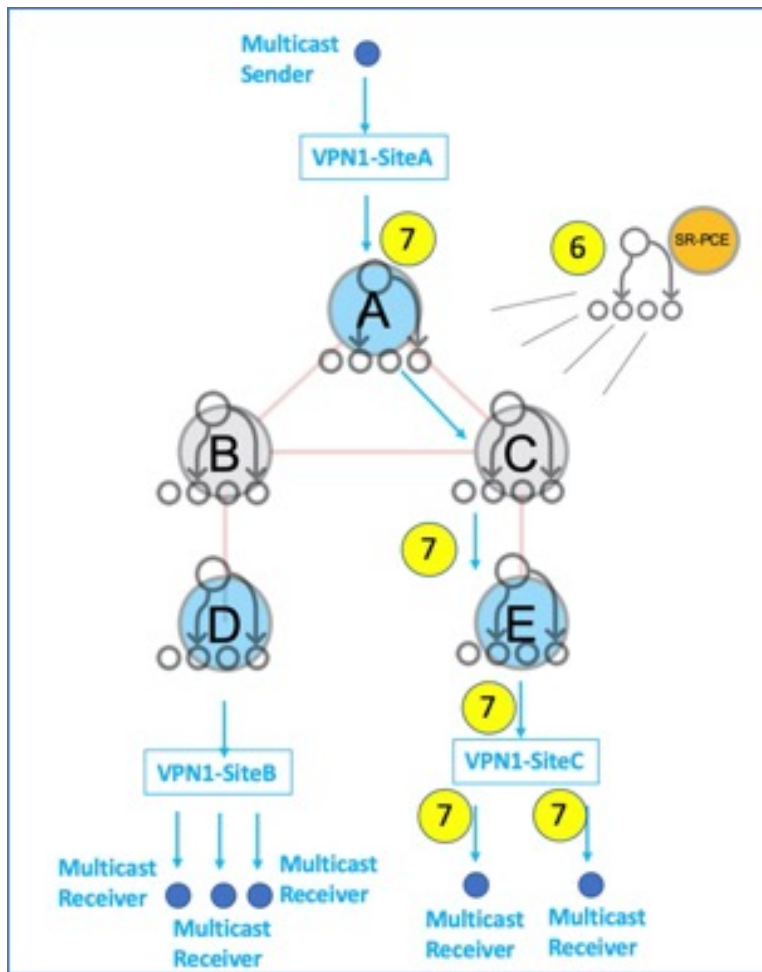 Multicast
Sender
VPN1-SiteA
7
6
SR-PCE
A
B
C
7
D
E
7
VPN1-SiteB
VPN1-SiteC
7
7
Multicast
Receiver
Multicast
Receiver
Multicast
Receiver
Multicast
Receiver
Multicast
Receiver